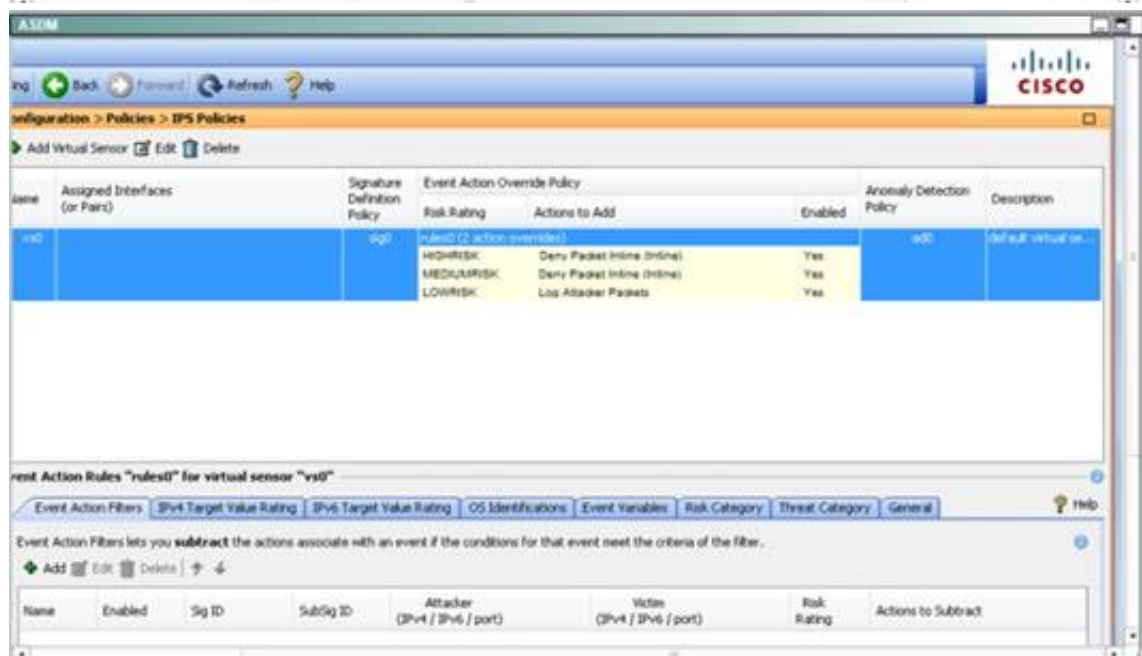 ASDM
Back Forward Refresh Help
CISCO
onfiguration > Policies > IPS Policies
Add Virtual Sensor Edit Delete
Name
Assigned Interfaces
(or Pairs)
Signature
Definition
Policy
Event Action Override Policy
Risk Rating Actions to Add Enabled
Anomaly Detection
Policy
Description
vs0 sig0 rules0 (2 action overrides) ad0 default virtual se...
HIGHRISK Deny Packet Inline (Inline) Yes
MEDIUMRISK Deny Packet Inline (Inline) Yes
LOWRISK Log Attacker Packets Yes
vent Action Rules "rules0" for virtual sensor "vs0"
Event Action Filters IPv4 Target Value Rating IPv6 Target Value Rating OS Identifications Event Variables Risk Category Threat Category General Help
Event Action Filters lets you subtract the actions associate with an event if the conditions for that event meet the criteria of the filter.
Add Edit Delete
Name Enabled Sig ID SubSig ID
Attacker
(IPv4 / IPv6 / port)
Victim
(IPv4 / IPv6 / port)
Risk
Rating
Actions to Subtract